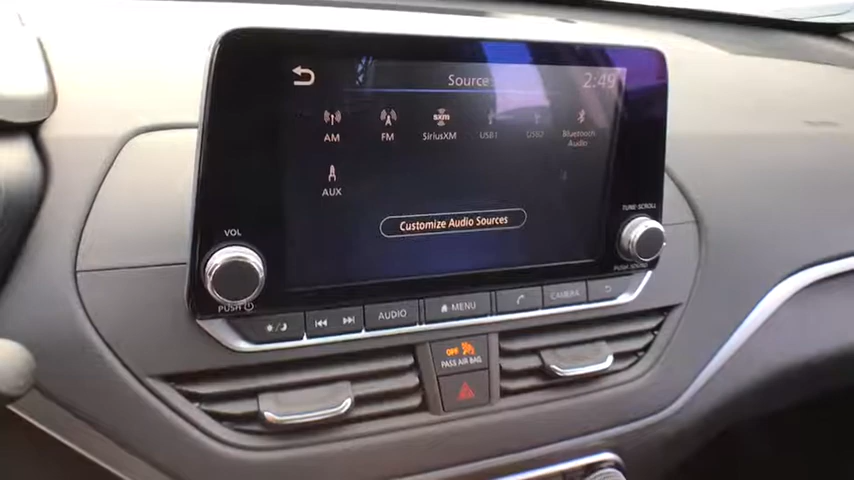 Source
2:49
AM FM SiriusXM USB1 USB2 Bluetooth Audio
AUX
Customize Audio Sources
VOL
TUNE·SCROLL
PUSH
PUSH SOUND
AUDIO MENU CAMERA
OFF
PASS AIR BAG